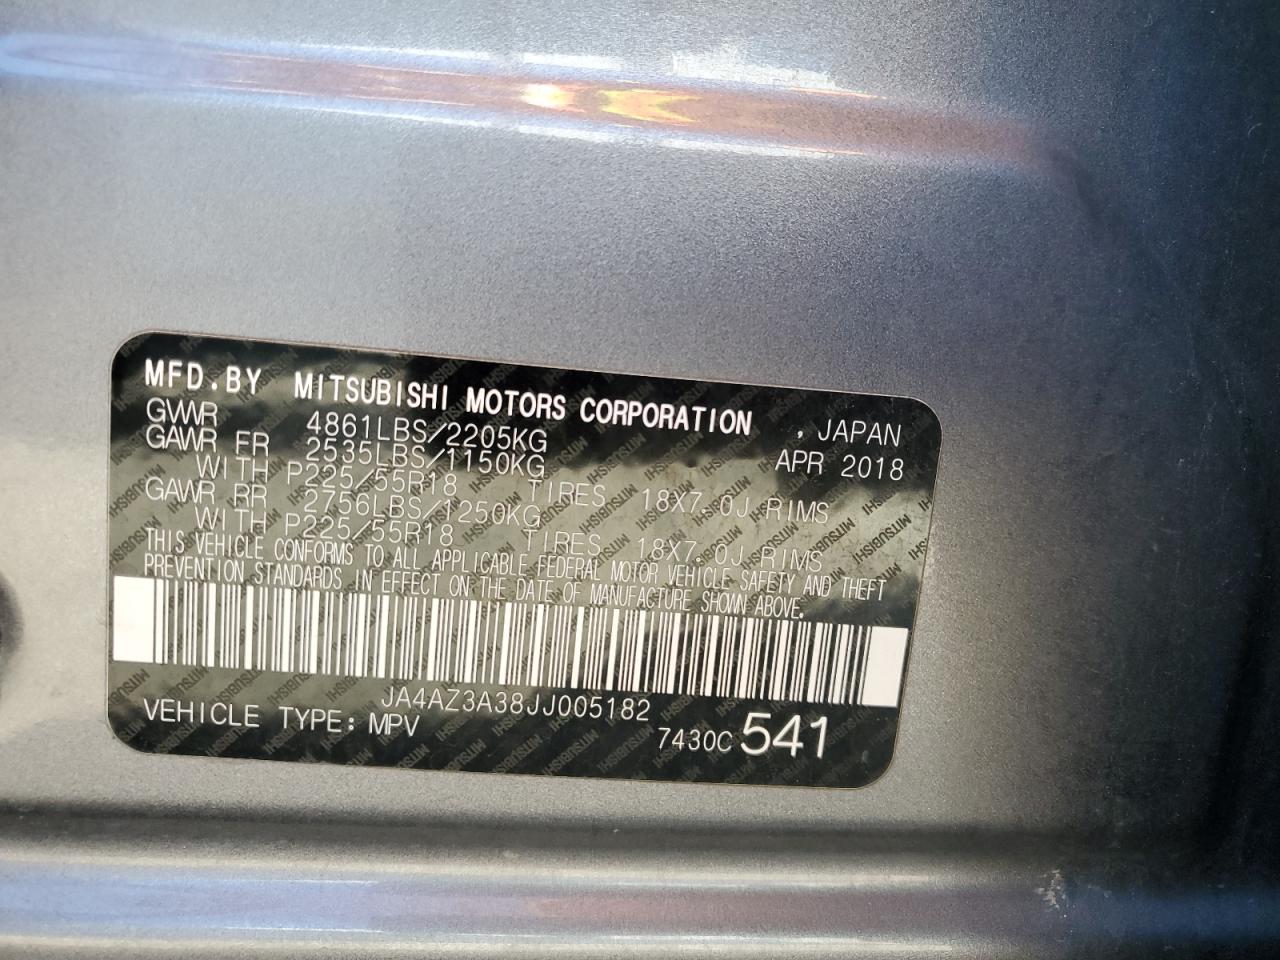 MFD.BY MITSUBISHI MOTORS CORPORATION , JAPAN
GVWR 4861LBS/2205KG APR 2018
GAWR FR 2535LBS/1150KG
WITH P225/55R18 TIRES 18X7.0J RIMS
GAWR RR 2756LBS/1250KG
WITH P225/55R18 TIRES 18X7.0J RIMS
THIS VEHICLE CONFORMS TO ALL APPLICABLE FEDERAL MOTOR VEHICLE SAFETY AND THEFT
PREVENTION STANDARDS IN EFFECT ON THE DATE OF MANUFACTURE SHOWN ABOVE.
JA4AZ3A38JJ005182
VEHICLE TYPE: MPV 7430C 541